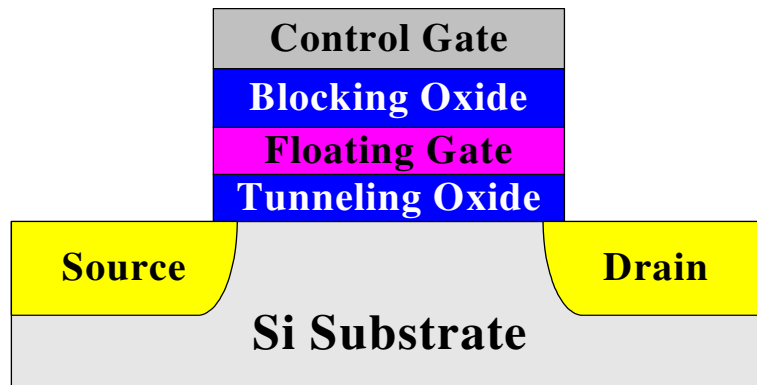 Control Gate
Blocking Oxide
Floating Gate
Tunneling Oxide
Source
Drain
Si Substrate